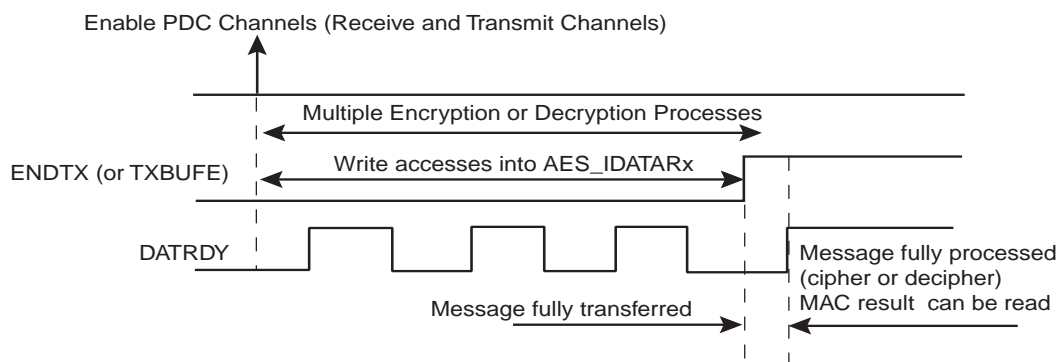 Enable PDC Channels (Receive and Transmit Channels)
Multiple Encryption or Decryption Processes
ENDTX (or TXBUFE)
Write accesses into AES_IDATARx
DATRDY
Message fully processed
(cipher or decipher)
MAC result can be read
Message fully transferred